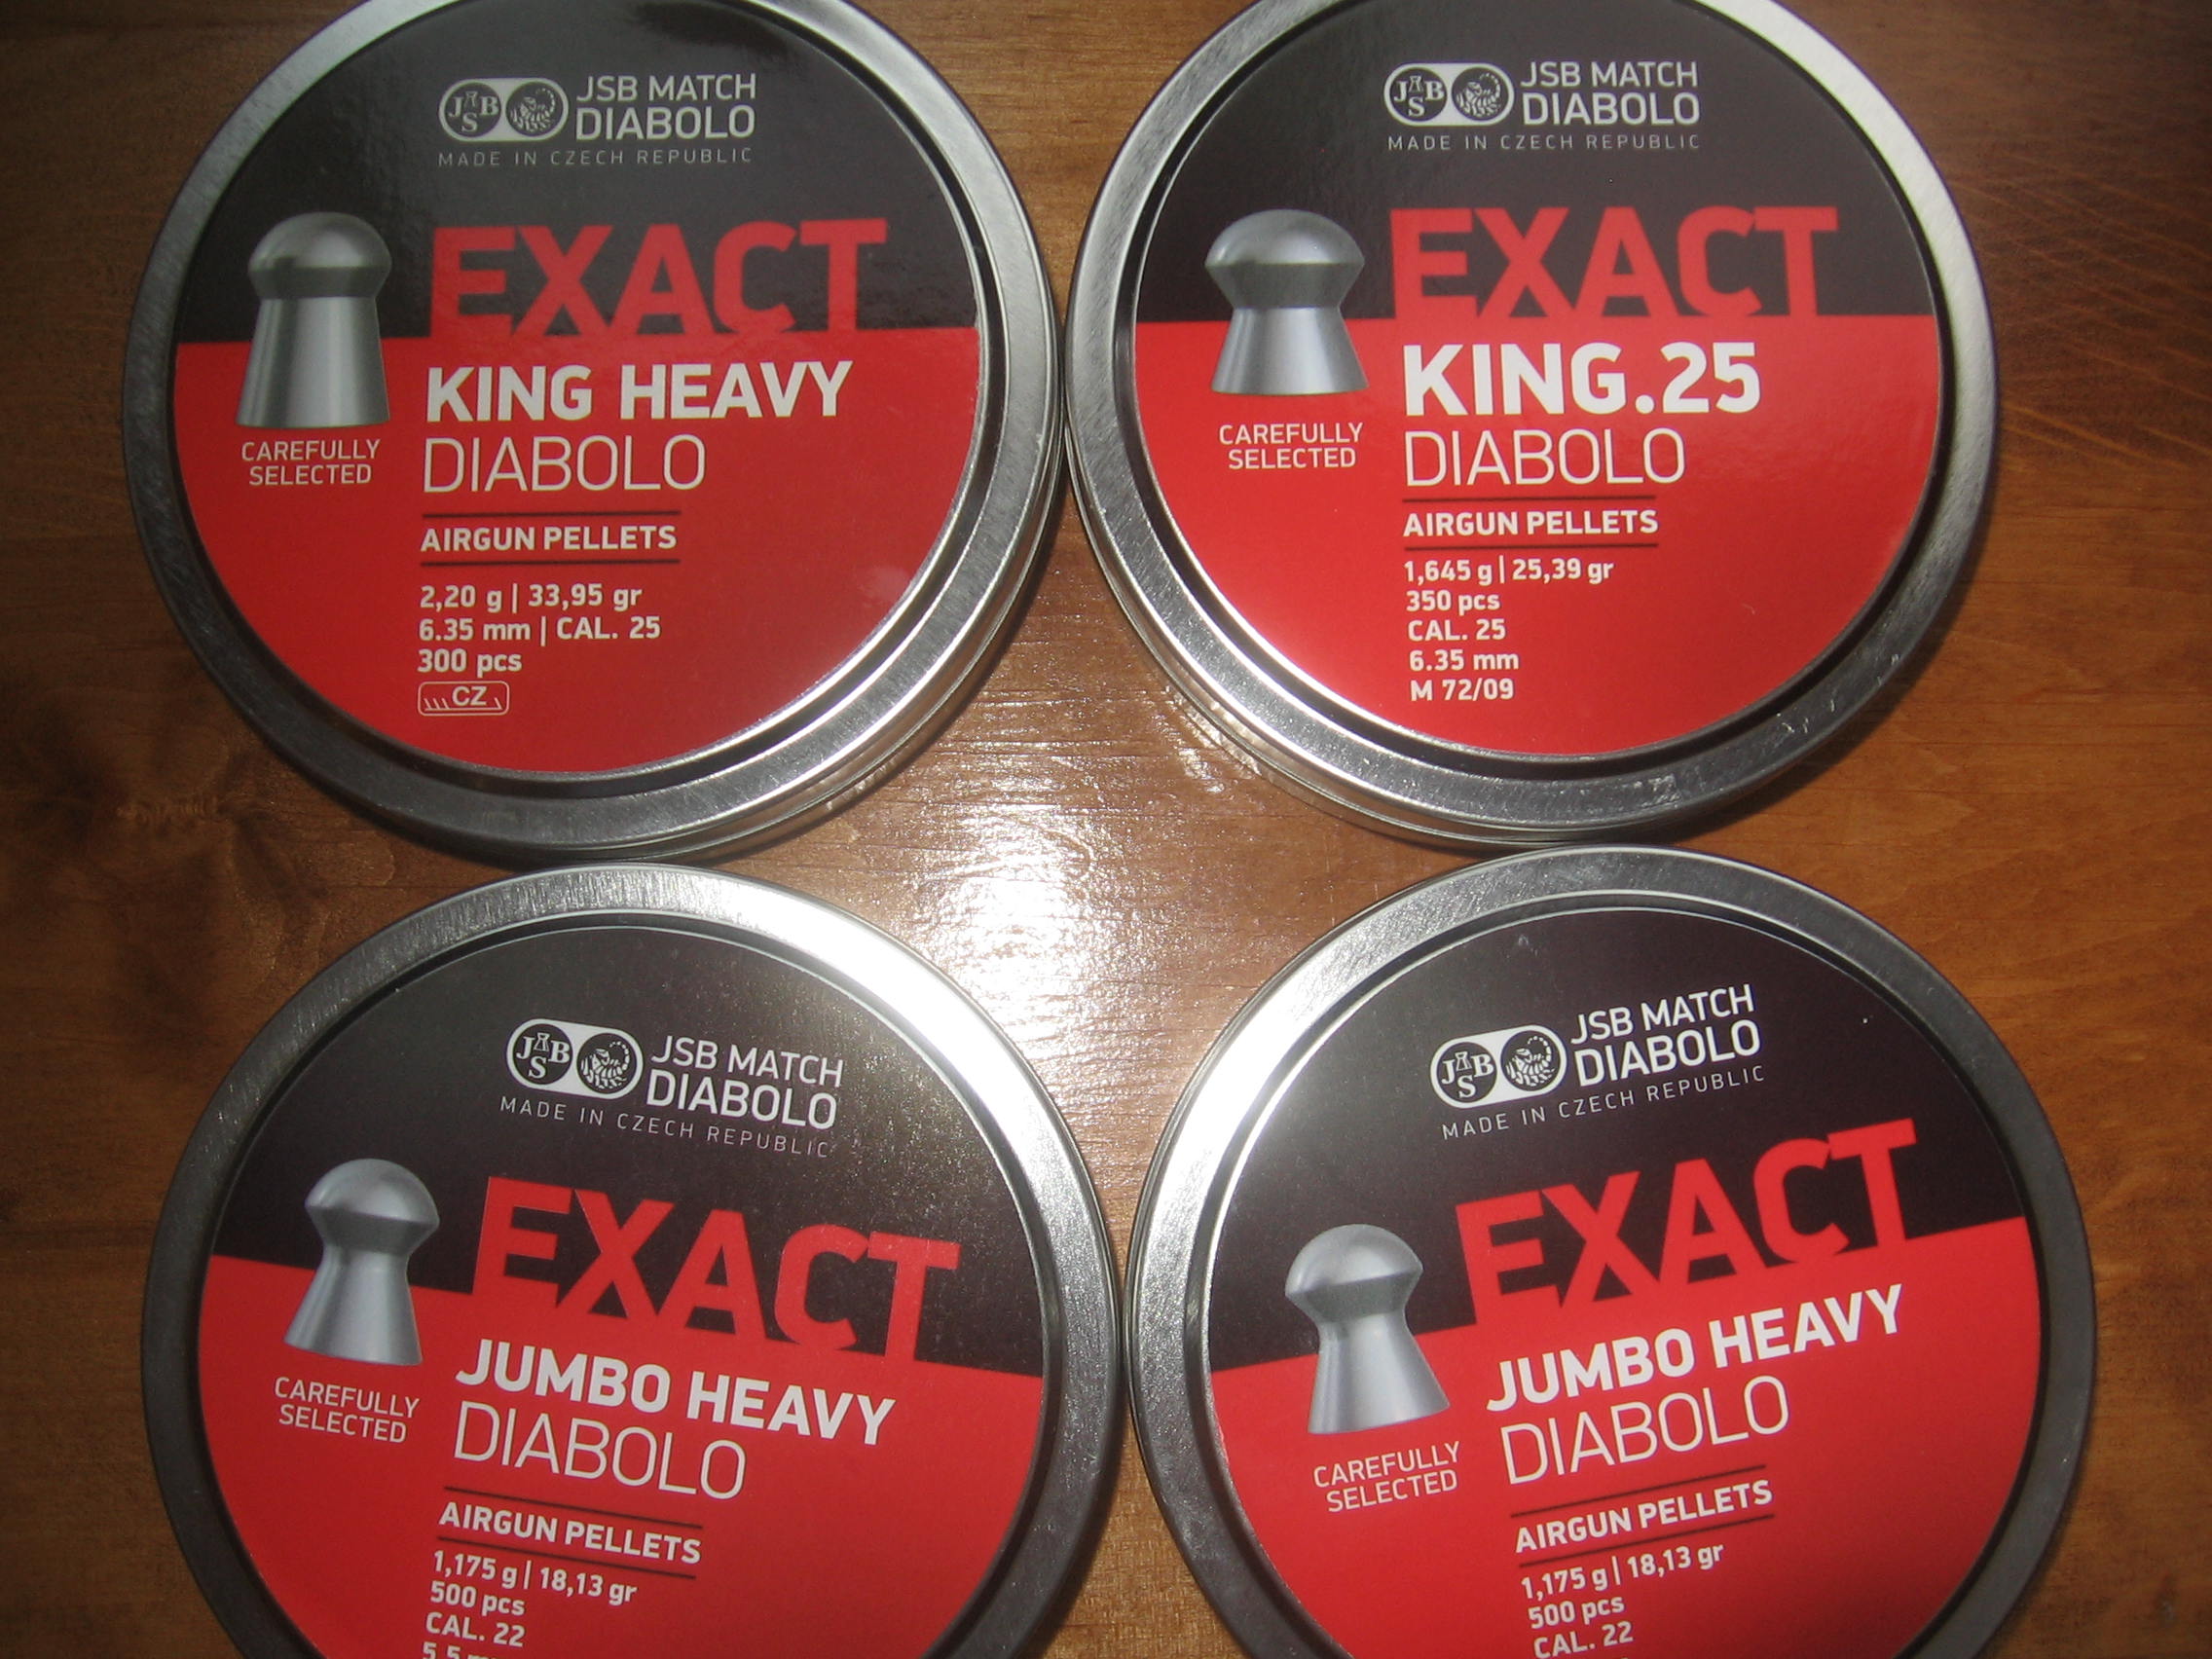 JSB
JSB MATCH
DIABOLO
MADE IN CZECH REPUBLIC
EXACT
KING HEAVY
DIABOLO
CAREFULLY
SELECTED
AIRGUN PELLETS
2,20 g | 33,95 gr
6.35 mm | CAL. 25
300 pcs
CZ
JSB
JSB MATCH
DIABOLO
MADE IN CZECH REPUBLIC
EXACT
KING.25
DIABOLO
CAREFULLY
SELECTED
AIRGUN PELLETS
1,645 g | 25,39 gr
350 pcs
CAL. 25
6.35 mm
M 72/09
JSB
JSB MATCH
DIABOLO
MADE IN CZECH REPUBLIC
EXACT
JUMBO HEAVY
DIABOLO
CAREFULLY
SELECTED
AIRGUN PELLETS
1,175 g | 18,13 gr
500 pcs
CAL. 22
JSB
JSB MATCH
DIABOLO
MADE IN CZECH REPUBLIC
EXACT
JUMBO HEAVY
DIABOLO
CAREFULLY
SELECTED
AIRGUN PELLETS
1,175 g | 18,13 gr
500 pcs
CAL. 22